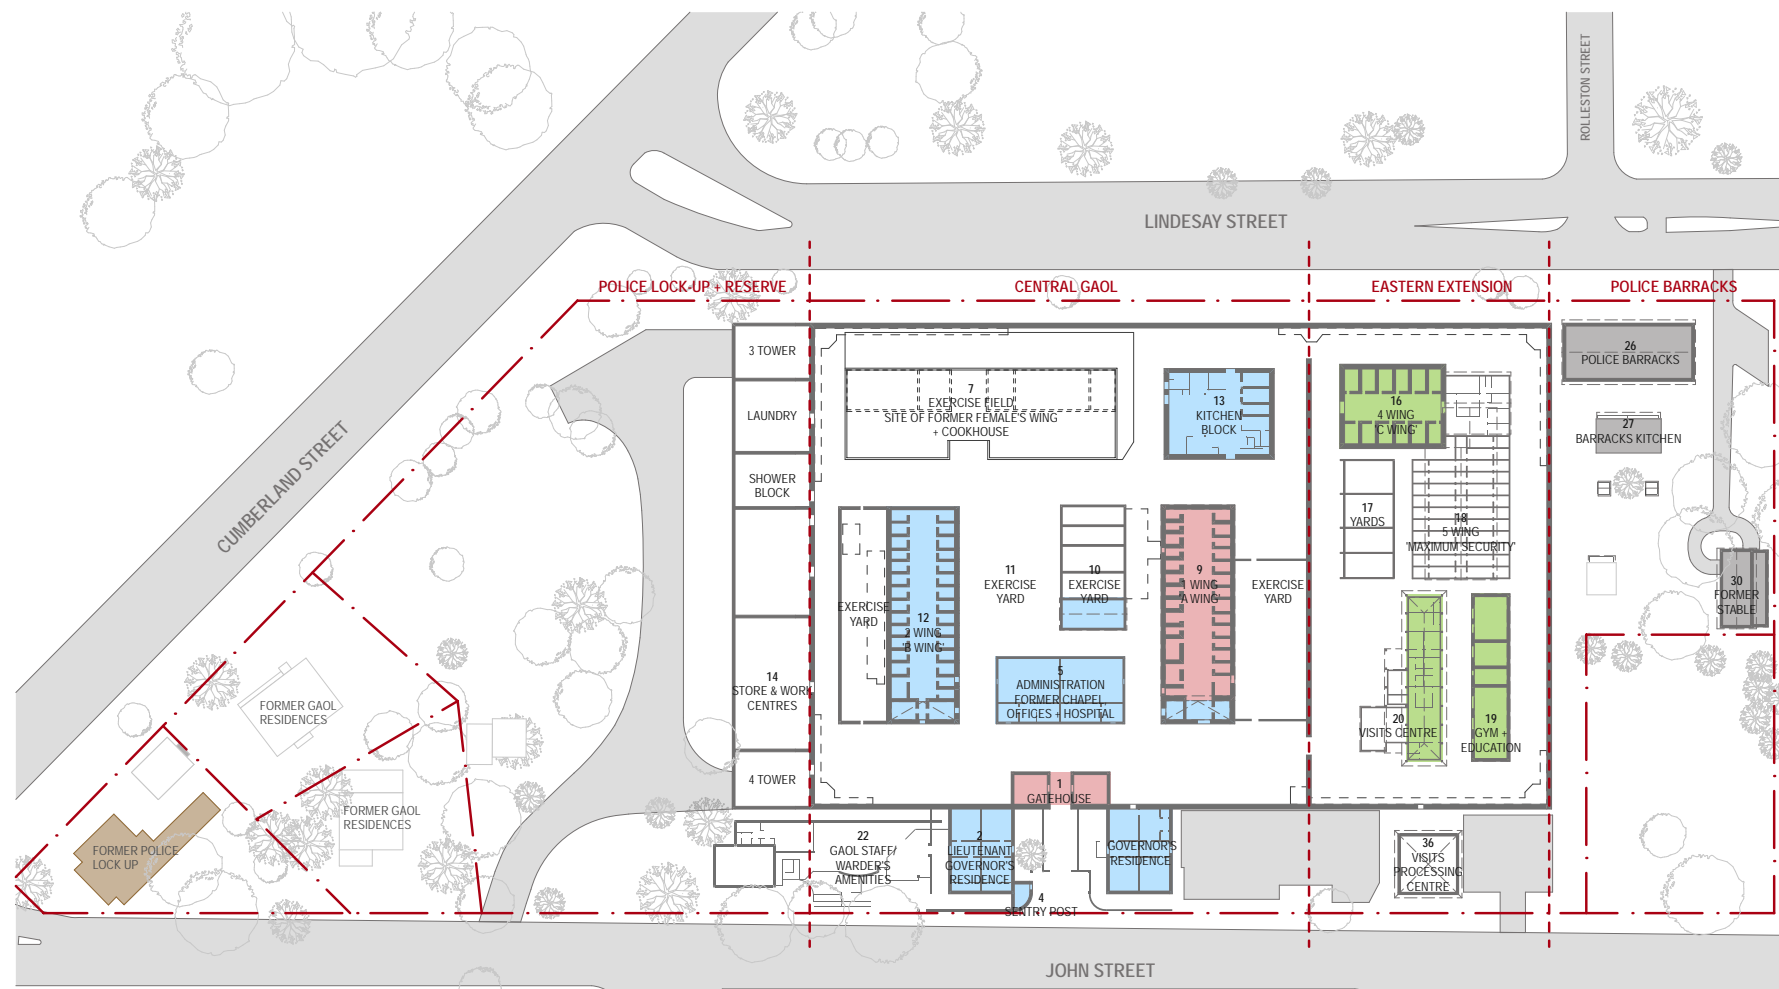 ROLLESTON STREET
LINDESAY STREET
CUMBERLAND STREET
POLICE LOCK-UP + RESERVE
CENTRAL GAOL
EASTERN EXTENSION
POLICE BARRACKS
3 TOWER
LAUNDRY
SHOWER
BLOCK
14
STORE & WORK
CENTRES
4 TOWER
7
EXERCISE FIELD
SITE OF FORMER FEMALE'S WING
+ COOKHOUSE
13
KITCHEN
BLOCK
16
4 WING
'C WING'
26
POLICE BARRACKS
27
BARRACKS KITCHEN
17
YARDS
18
5 WING
'MAXIMUM SECURITY'
30
FORMER
STABLE
EXERCISE
YARD
12
2 WING
'B WING'
11
EXERCISE
YARD
10
EXERCISE
YARD
9
1 WING
'A WING'
EXERCISE
YARD
5
ADMINISTRATION
FORMER CHAPEL,
OFFICES + HOSPITAL
20
VISITS CENTRE
19
GYM +
EDUCATION
1
GATEHOUSE
FORMER GAOL
RESIDENCES
FORMER GAOL
RESIDENCES
FORMER POLICE
LOCK UP
22
GAOL STAFF/
WARDER'S
AMENITIES
2
LIEUTENANT
GOVERNOR'S
RESIDENCE
GOVERNOR'S
RESIDENCE
4
SENTRY POST
36
VISITS
PROCESSING
CENTRE
JOHN STREET